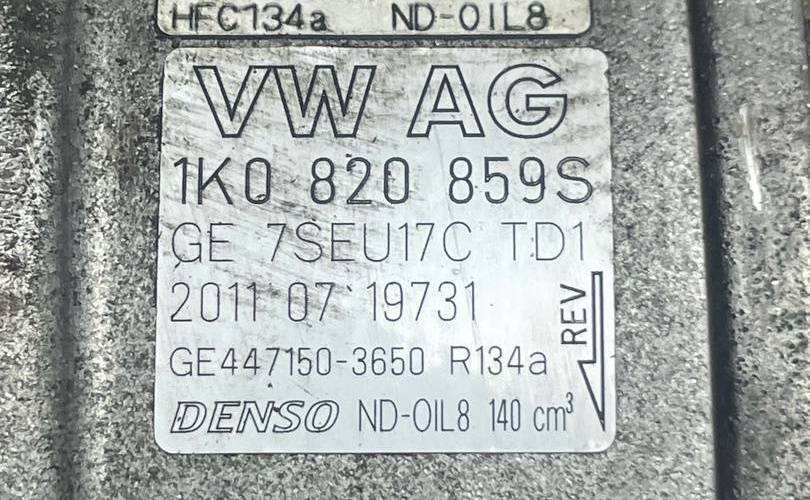 HFC134a ND-OIL8
VW AG
1K0 820 859S
GE 7SEU17C TD1
2011 07 19731
REV
GE447150-3650 R134a
DENSO ND-OIL8 140 cm³